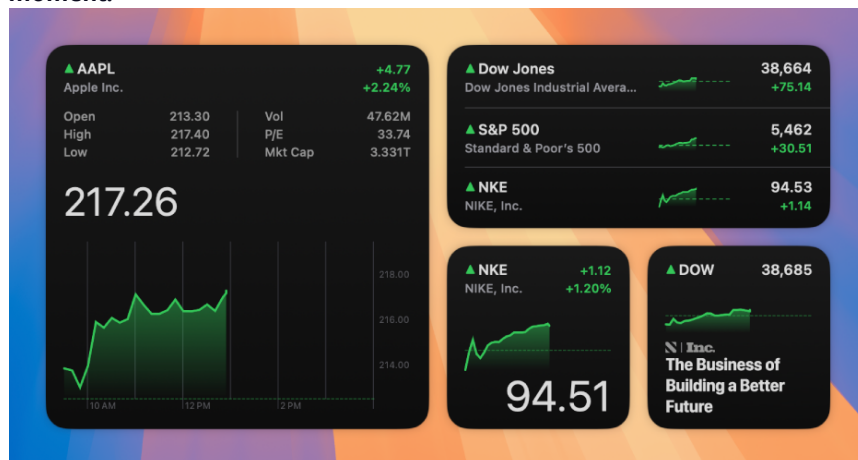 ▲ AAPL +4.77
Apple Inc. +2.24%
Open 213.30 Vol 47.62M
High 217.40 P/E 33.74
Low 212.72 Mkt Cap 3.331T
217.26
218.00
216.00
214.00
10 AM 12 PM 2 PM
▲ Dow Jones 38,664
Dow Jones Industrial Avera... +75.14
▲ S&P 500 5,462
Standard & Poor's 500 +30.51
▲ NKE 94.53
NIKE, Inc. +1.14
▲ NKE +1.12
NIKE, Inc. +1.20%
94.51
▲ DOW 38,685
N | Inc.
The Business of
Building a Better
Future